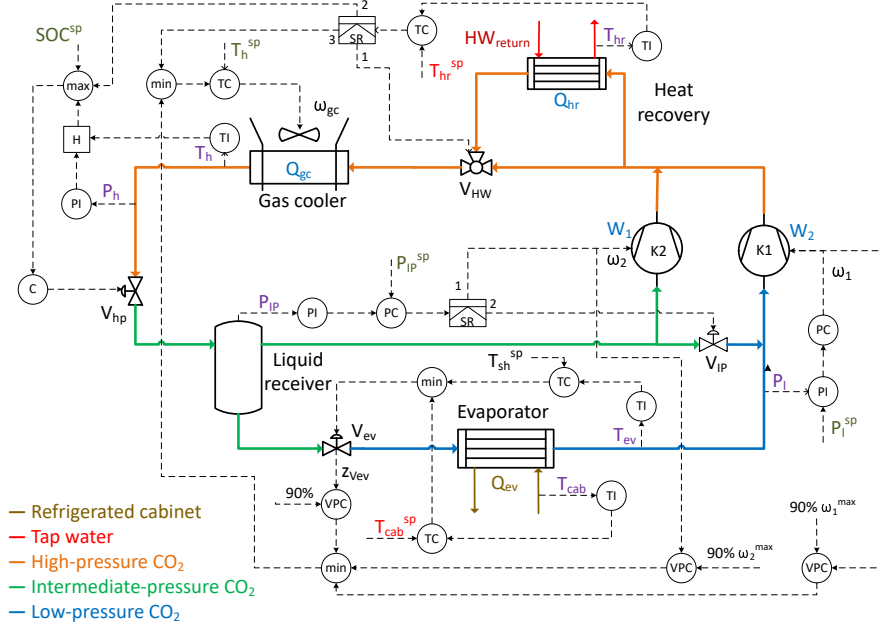 2
SOC^sp
3
SR
1
TC
HW_return
T_hr
TI
T_h^sp
T_hr^sp
Q_hr
Heat
recovery
max
min
TC
ω_gc
H
TI
T_h
Q_gc
Gas cooler
V_HW
PI
P_h
W_1
K2
W_2
K1
ω_2
ω_1
P_IP^sp
C
V_hp
P_IP
PI
PC
1
2
SR
V_IP
PC
Liquid
receiver
T_sh^sp
min
TC
P_l
PI
TI
V_ev
Evaporator
T_ev
P_l^sp
z_Vev
Q_ev
T_cab
TI
90%
VPC
T_cab^sp
TC
90% ω_1^max
90% ω_2^max
min
VPC
VPC
Refrigerated cabinet
Tap water
High-pressure CO_2
Intermediate-pressure CO_2
Low-pressure CO_2